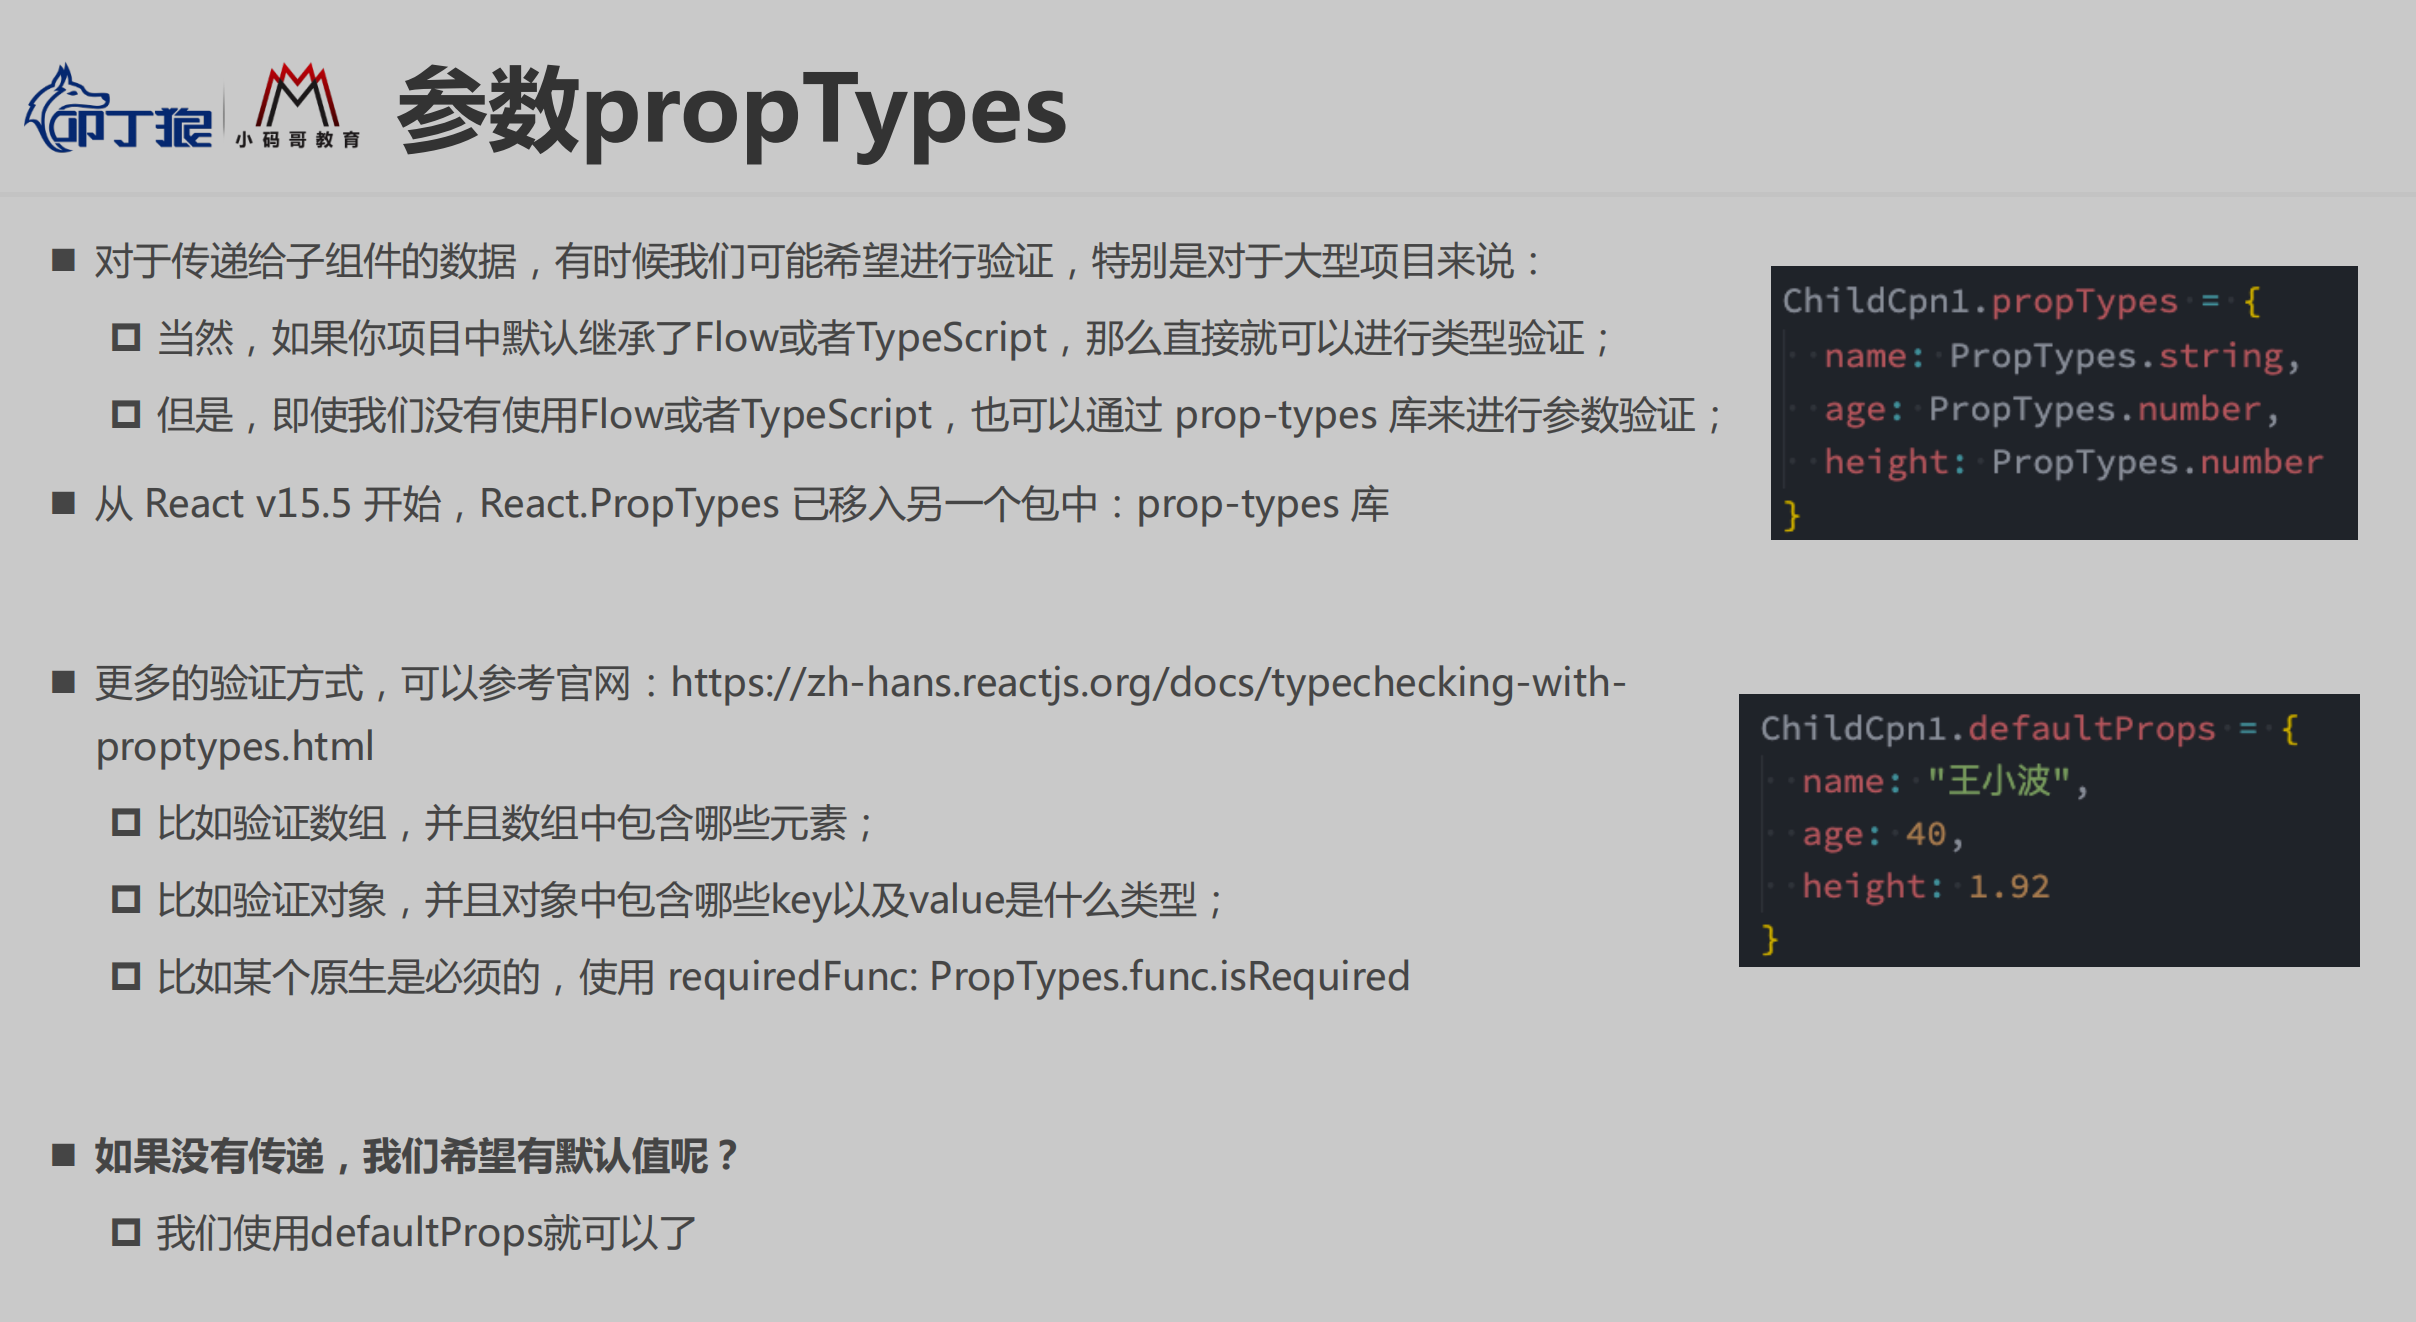 叩丁狼
小码哥教育
参数propTypes
■ 对于传递给子组件的数据，有时候我们可能希望进行验证，特别是对于大型项目来说：
当然，如果你项目中默认继承了Flow或者TypeScript，那么直接就可以进行类型验证；
但是，即使我们没有使用Flow或者TypeScript，也可以通过 prop-types 库来进行参数验证；
■ 从 React v15.5 开始，React.PropTypes 已移入另一个包中：prop-types 库
ChildCpn1.propTypes = {
name: PropTypes.string,
age: PropTypes.number,
height: PropTypes.number
}
■ 更多的验证方式，可以参考官网：https://zh-hans.reactjs.org/docs/typechecking-with-
proptypes.html
比如验证数组，并且数组中包含哪些元素；
比如验证对象，并且对象中包含哪些key以及value是什么类型；
比如某个原生是必须的，使用 requiredFunc: PropTypes.func.isRequired
ChildCpn1.defaultProps = {
name: "王小波",
age: 40,
height: 1.92
}
■ 如果没有传递，我们希望有默认值呢？
我们使用defaultProps就可以了